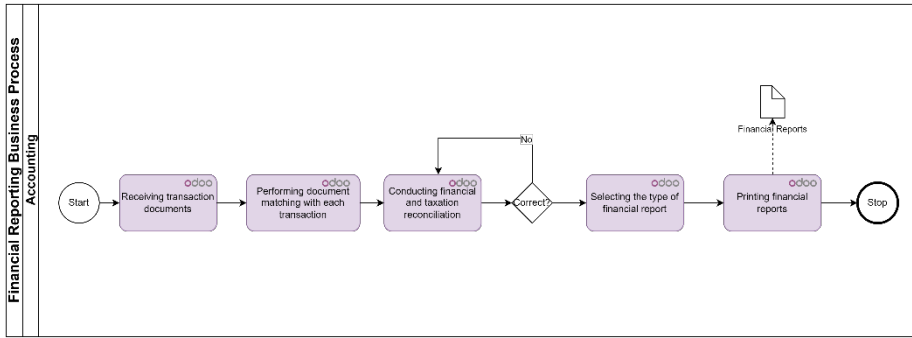 Financial Reporting Business Process
Accounting
Start
odoo
Receiving transaction
documents
odoo
Performing document
matching with each
transaction
odoo
Conducting financial
and taxation
reconciliation
No
Correct?
odoo
Selecting the type of
financial report
odoo
Printing financial
reports
Financial Reports
Stop